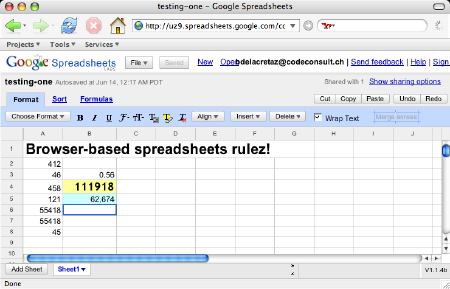 testing-one - Google Spreadsheets
http://uz9.spreadsheets.google.com/cc
Projects Tools Services
Google Spreadsheets LABS File Saved New Open bdelacretaz@codeconsult.ch | Send feedback | Help | Sign
testing-one Autosaved at Jun 14, 12:17 AM PDT Shared with 1 Show sharing options
Format Sort Formulas Cut Copy Paste Undo Redo
Choose Format B I U F Tt T T T Align Insert Delete Wrap Text Merge across
A B C D E F G H I J
1 Browser-based spreadsheets rulez!
2 412
3 46 0.56
4 458 111918
5 121 62,674
6 55418
7 55418
8 45
9
10
Add Sheet Sheet1 V1.1.4b
Done